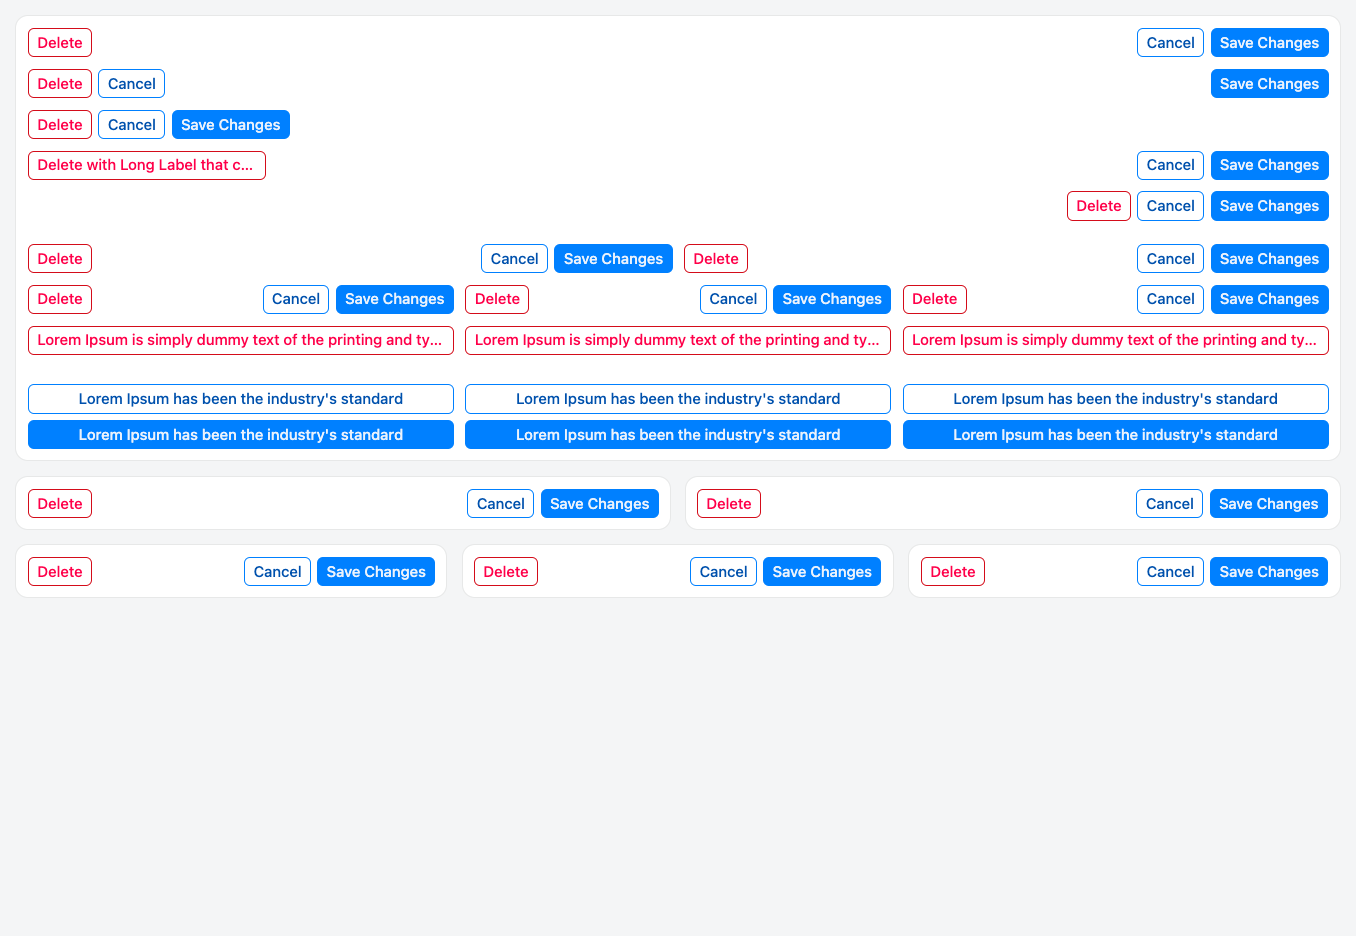 Delete Cancel Save Changes
Delete Cancel Save Changes
Delete Cancel Save Changes
Delete with Long Label that c... Cancel Save Changes
Delete Cancel Save Changes
Delete Cancel Save Changes Delete Cancel Save Changes
Delete Cancel Save Changes Delete Cancel Save Changes Delete Cancel Save Changes
Lorem Ipsum is simply dummy text of the printing and ty... Lorem Ipsum is simply dummy text of the printing and ty... Lorem Ipsum is simply dummy text of the printing and ty...
Lorem Ipsum has been the industry's standard Lorem Ipsum has been the industry's standard Lorem Ipsum has been the industry's standard
Lorem Ipsum has been the industry's standard Lorem Ipsum has been the industry's standard Lorem Ipsum has been the industry's standard
Delete Cancel Save Changes Delete Cancel Save Changes
Delete Cancel Save Changes Delete Cancel Save Changes Delete Cancel Save Changes